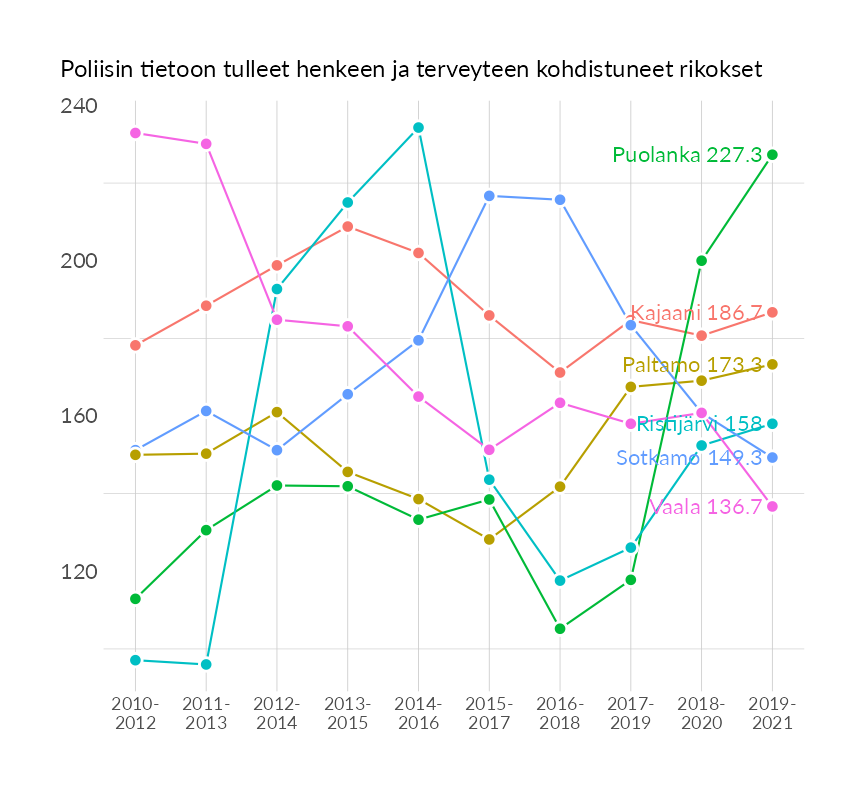 Poliisin tietoon tulleet henkeen ja terveyteen kohdistuneet rikokset
240
Puolanka 227.3
200
Kajaani 186.7
Paltamo 173.3
160
Ristijärvi 158
Sotkamo 149.3
Vaala 136.7
120
2010- 2011- 2012- 2013- 2014- 2015- 2016- 2017- 2018- 2019-
2012 2013 2014 2015 2016 2017 2018 2019 2020 2021